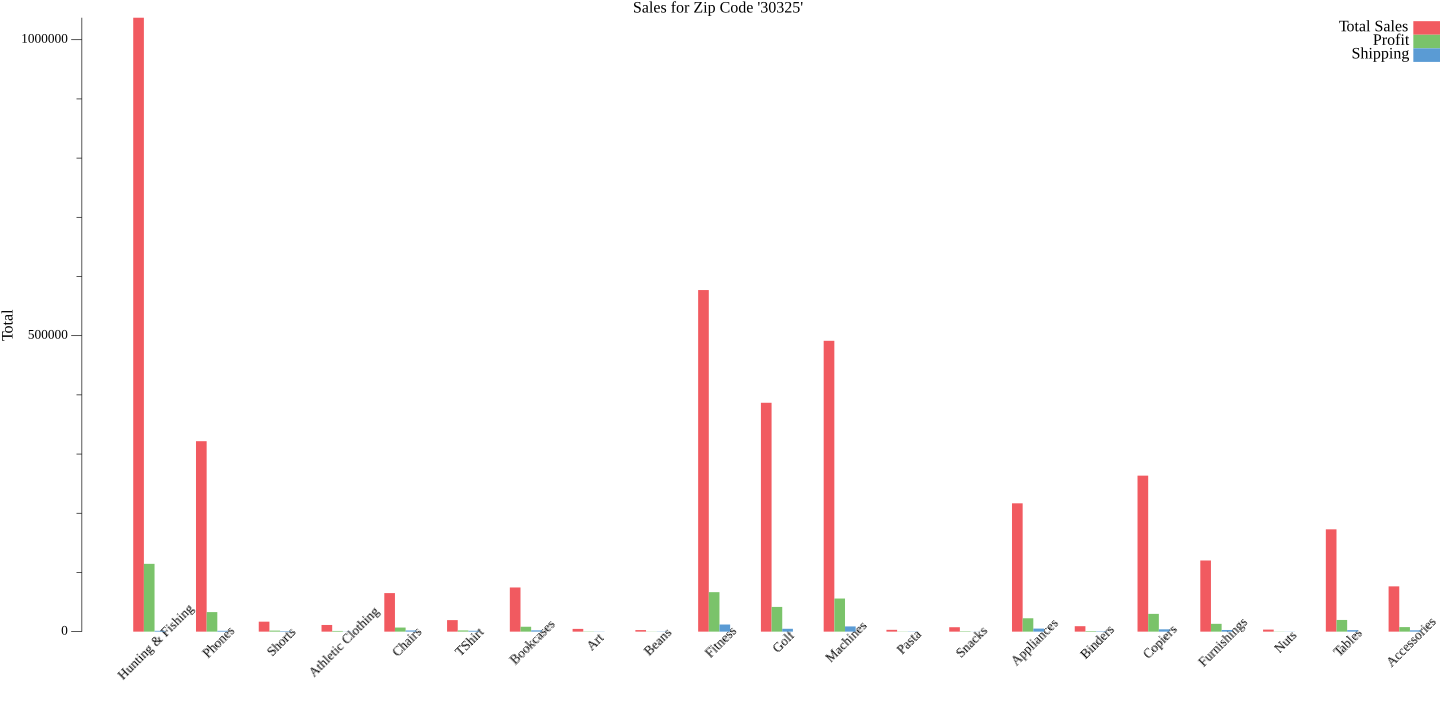 Sales for Zip Code '30325'
Total Sales
Profit
Shipping
Total
1000000
500000
0
Hunting & Fishing
Phones
Shorts
Athletic Clothing
Chairs
TShirt
Bookcases
Art
Beans
Fitness
Golf
Machines
Pasta
Snacks
Appliances
Binders
Copiers
Furnishings
Nuts
Tables
Accessories